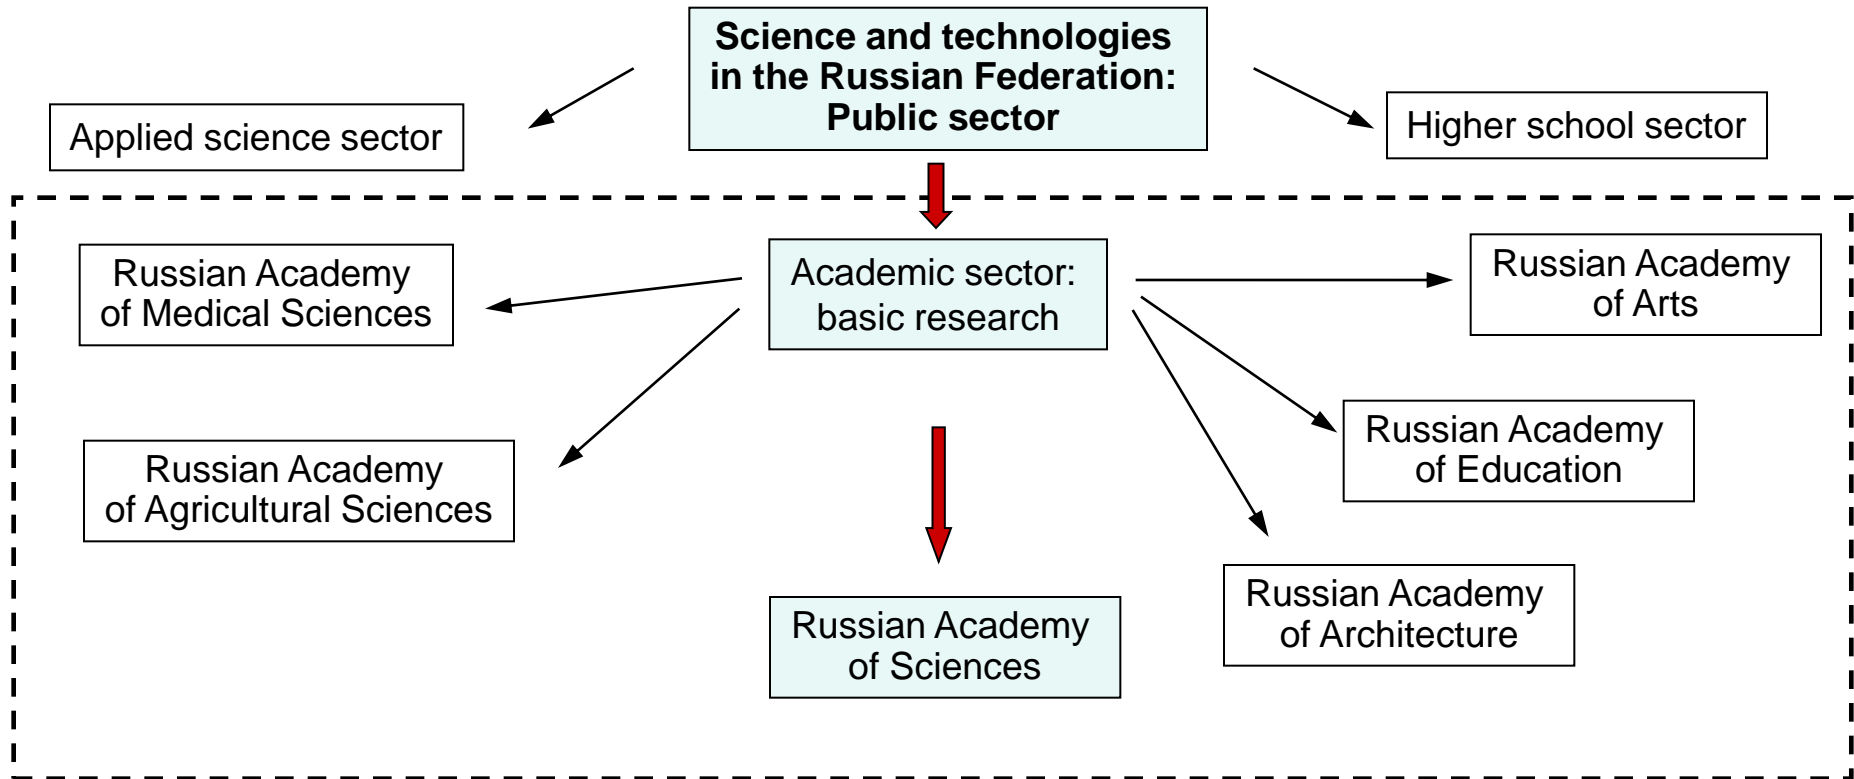 Science and technologies
in the Russian Federation:
Public sector
Applied science sector
Higher school sector
Russian Academy
of Medical Sciences
Academic sector:
basic research
Russian Academy
of Arts
Russian Academy
of Agricultural Sciences
Russian Academy
of Education
Russian Academy
of Sciences
Russian Academy
of Architecture